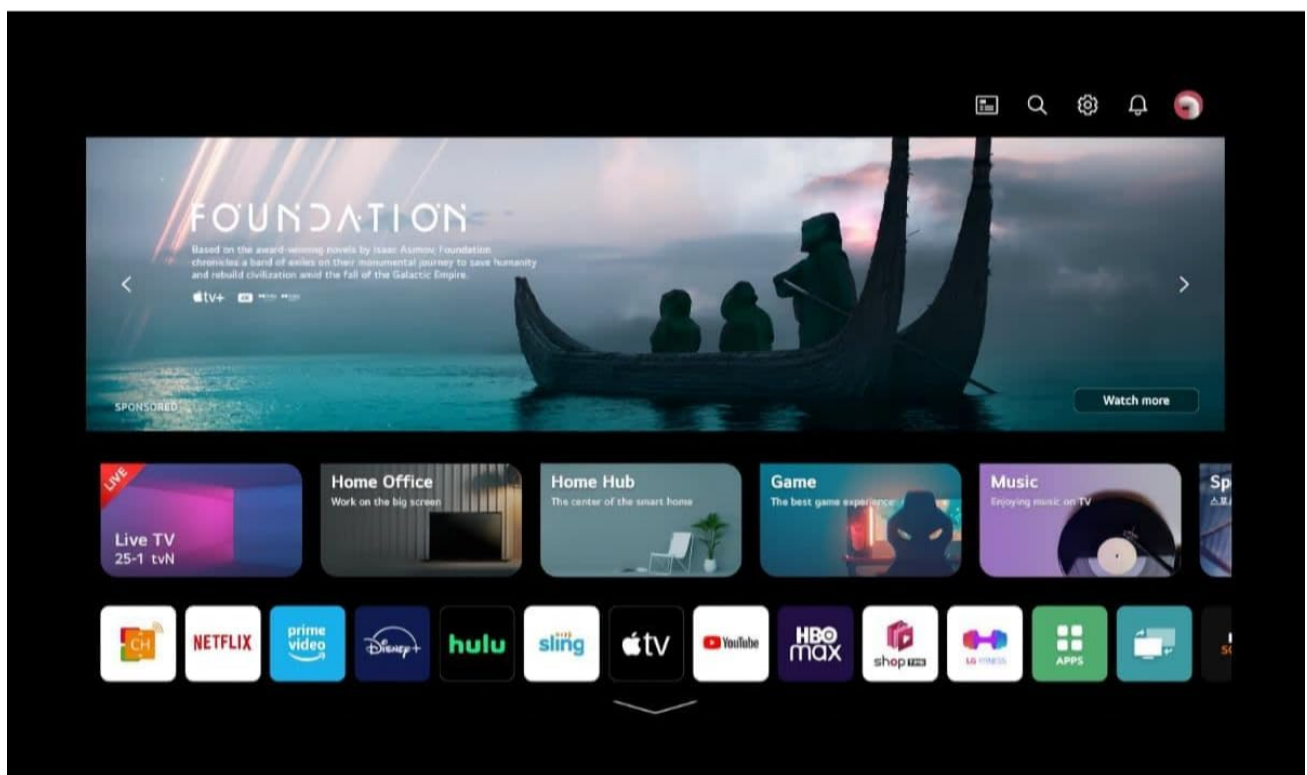 FOUNDATION
Based on the award-winning novels by Isaac Asimov, Foundation
chronicles a band of exiles on their monumental journey to save humanity
and rebuild civilization amid the fall of the Galactic Empire.
tv+ 4K
SPONSORED
Watch more
LIVE
Live TV
25-1 tvN
Home Office
Work on the big screen
Home Hub
The center of the smart home
Game
The best game experience
Music
Enjoying music on TV
Sp
스포
CH
NETFLIX
prime
video
Disney+
hulu
sling
tv
YouTube
HBO
max
shop TIME
LG FITNESS
APPS